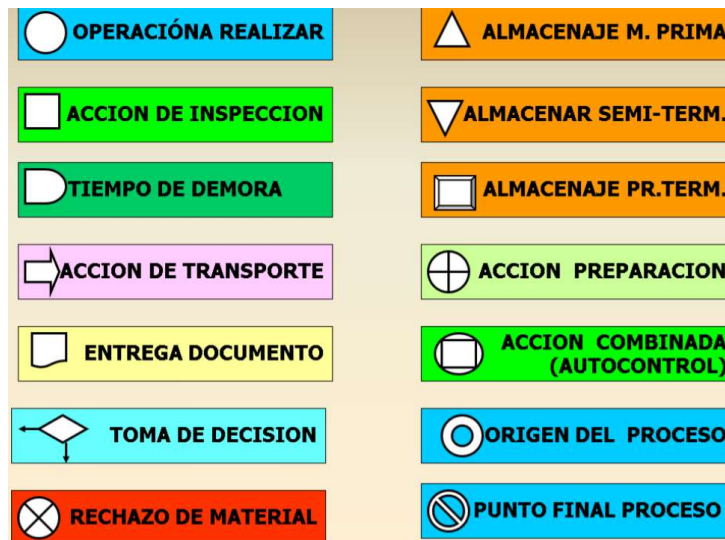 OPERACIÓNA REALIZAR
ACCION DE INSPECCION
TIEMPO DE DEMORA
ACCION DE TRANSPORTE
ENTREGA DOCUMENTO
TOMA DE DECISION
RECHAZO DE MATERIAL
ALMACENAJE M. PRIMA
ALMACENAR SEMI-TERM.
ALMACENAJE PR.TERM.
ACCION PREPARACION
ACCION COMBINADA
(AUTOCONTROL)
ORIGEN DEL PROCESO
PUNTO FINAL PROCESO